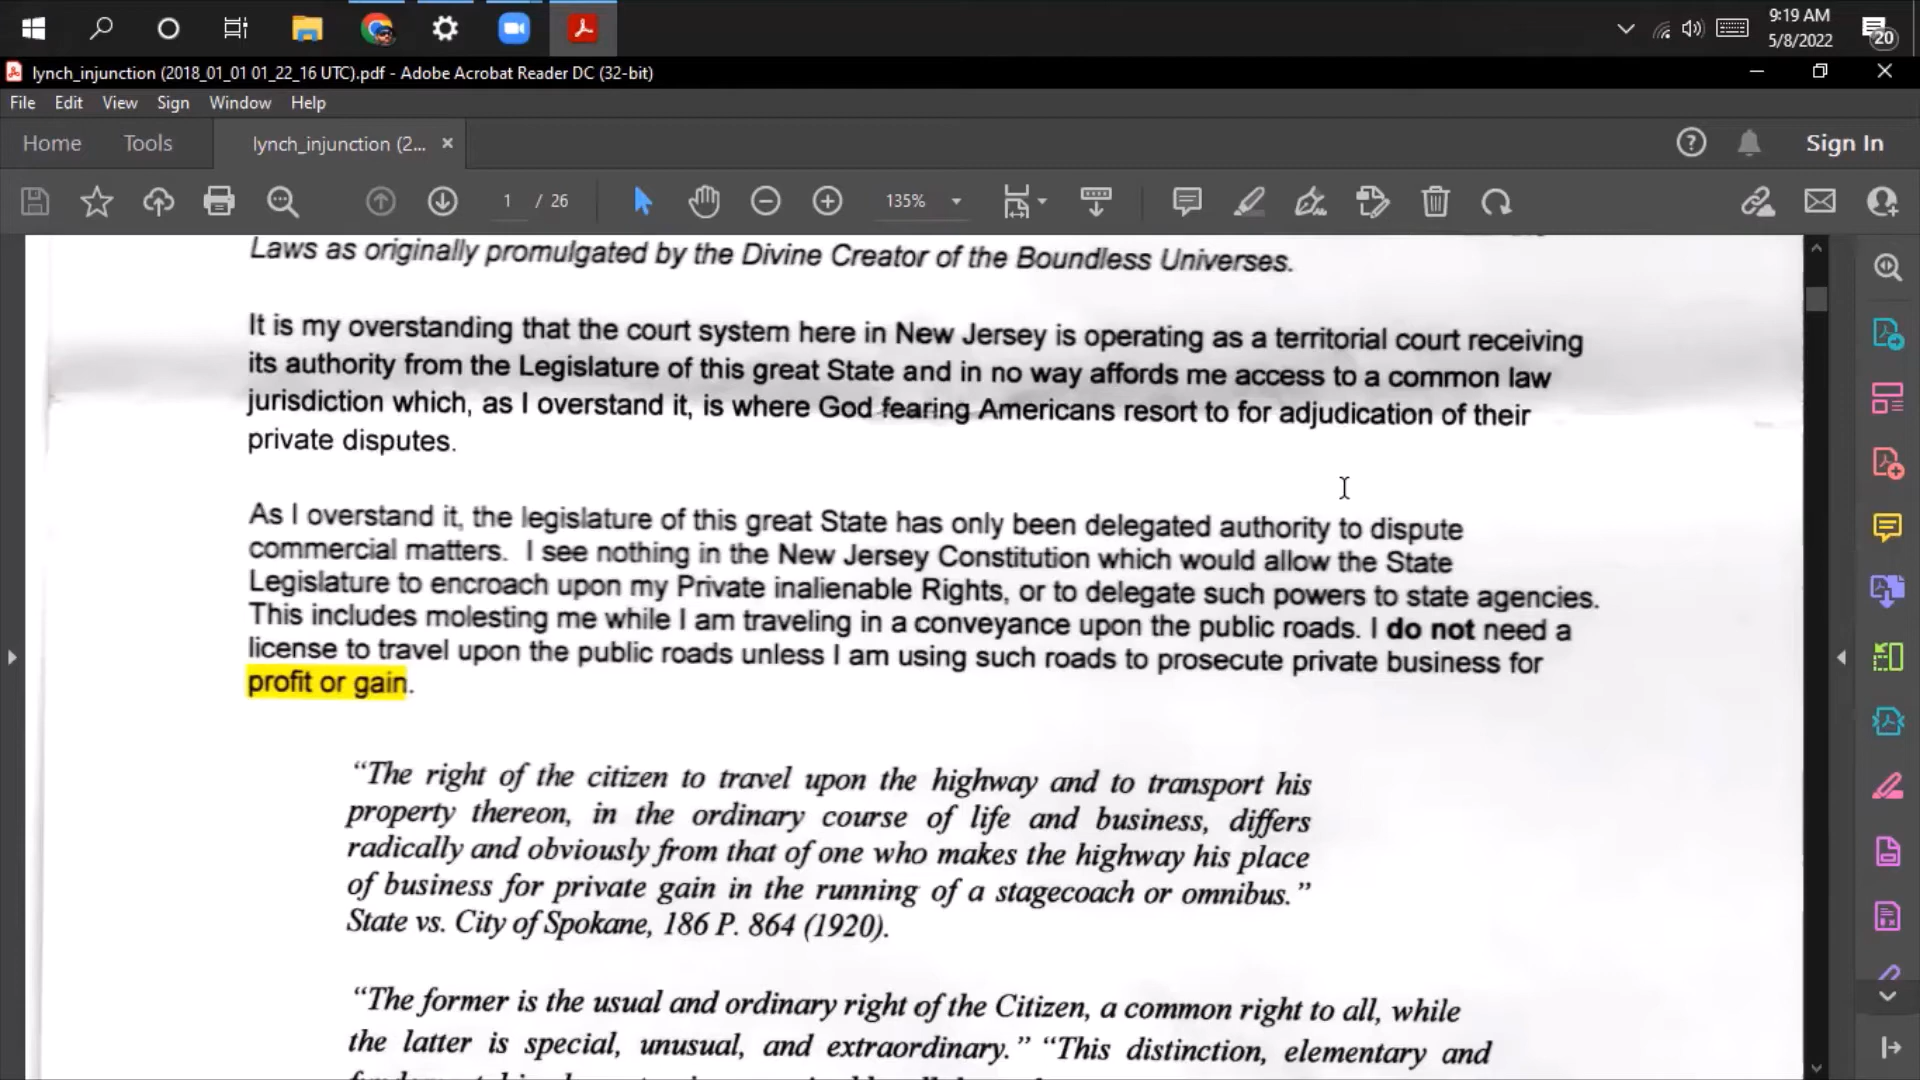 9:19 AM
5/8/2022
20
lynch_injunction (2018_01_01 01_22_16 UTC).pdf - Adobe Acrobat Reader DC (32-bit)
File Edit View Sign Window Help
Home Tools lynch_injunction (2... × Sign In
1 / 26 135%
Laws as originally promulgated by the Divine Creator of the Boundless Universes.
It is my overstanding that the court system here in New Jersey is operating as a territorial court receiving
its authority from the Legislature of this great State and in no way affords me access to a common law
jurisdiction which, as I overstand it, is where God fearing Americans resort to for adjudication of their
private disputes.
As I overstand it, the legislature of this great State has only been delegated authority to dispute
commercial matters. I see nothing in the New Jersey Constitution which would allow the State
Legislature to encroach upon my Private inalienable Rights, or to delegate such powers to state agencies.
This includes molesting me while I am traveling in a conveyance upon the public roads. I do not need a
license to travel upon the public roads unless I am using such roads to prosecute private business for
profit or gain.
“The right of the citizen to travel upon the highway and to transport his
property thereon, in the ordinary course of life and business, differs
radically and obviously from that of one who makes the highway his place
of business for private gain in the running of a stagecoach or omnibus.”
State vs. City of Spokane, 186 P. 864 (1920).
“The former is the usual and ordinary right of the Citizen, a common right to all, while
the latter is special, unusual, and extraordinary.” “This distinction, elementary and